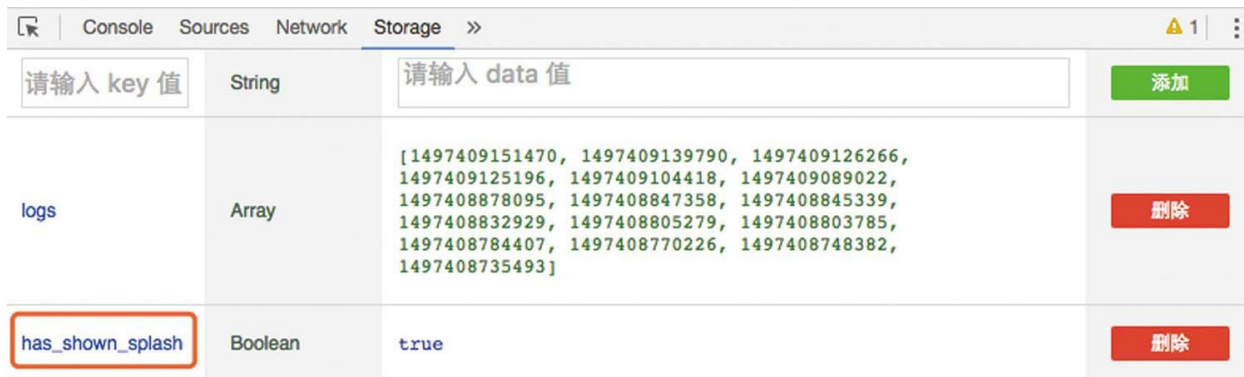 Console Sources Network Storage » 1
请输入 key 值 String 请输入 data 值 添加
logs Array [1497409151470, 1497409139790, 1497409126266,
1497409125196, 1497409104418, 1497409089022,
1497408878095, 1497408847358, 1497408845339,
1497408832929, 1497408805279, 1497408803785,
1497408784407, 1497408770226, 1497408748382,
1497408735493]
删除
has_shown_splash Boolean true 删除